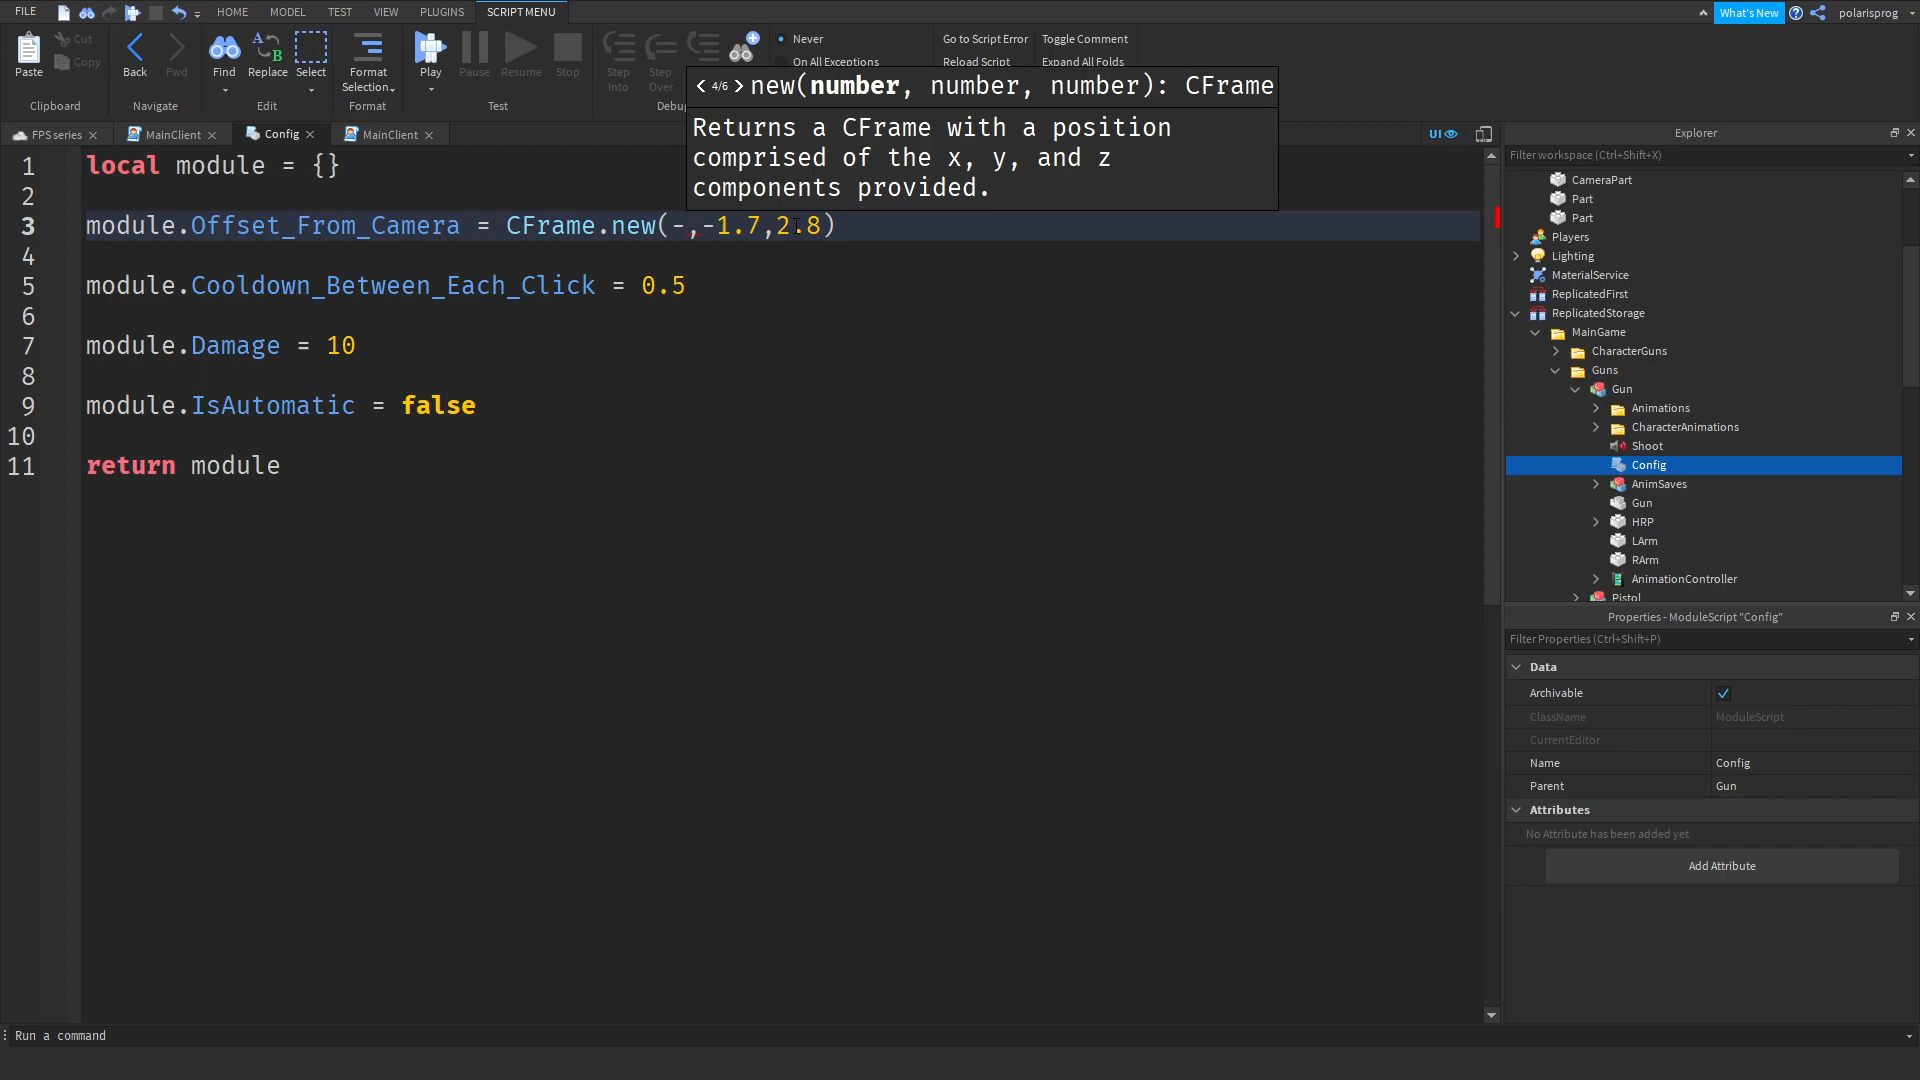 FILE HOME MODEL TEST VIEW PLUGINS SCRIPT MENU What's New polarisprog
Paste Cut Copy Clipboard
Back Fwd Navigate
Find Replace Select Edit
Format Selection Format
Play Pause Resume Stop Test
Step Into Step Over Debu
Never
On All Exceptions
Go to Script Error Toggle Comment
Reload Script Expand All Folds
4/6 new(number, number, number): CFrame
Returns a CFrame with a position
comprised of the x, y, and z
components provided.
FPS series MainClient Config MainClient UI
1 local module = {}
2
3 module.Offset_From_Camera = CFrame.new(-,-1.7,2.8)
4
5 module.Cooldown_Between_Each_Click = 0.5
6
7 module.Damage = 10
8
9 module.IsAutomatic = false
10
11 return module
Explorer
Filter workspace (Ctrl+Shift+X)
CameraPart
Part
Part
Players
Lighting
MaterialService
ReplicatedFirst
ReplicatedStorage
MainGame
CharacterGuns
Guns
Gun
Animations
CharacterAnimations
Shoot
Config
AnimSaves
Gun
HRP
LArm
RArm
AnimationController
Pistol
Properties - ModuleScript "Config"
Filter Properties (Ctrl+Shift+P)
Data
Archivable
ClassName ModuleScript
CurrentEditor
Name Config
Parent Gun
Attributes
No Attribute has been added yet
Add Attribute
Run a command